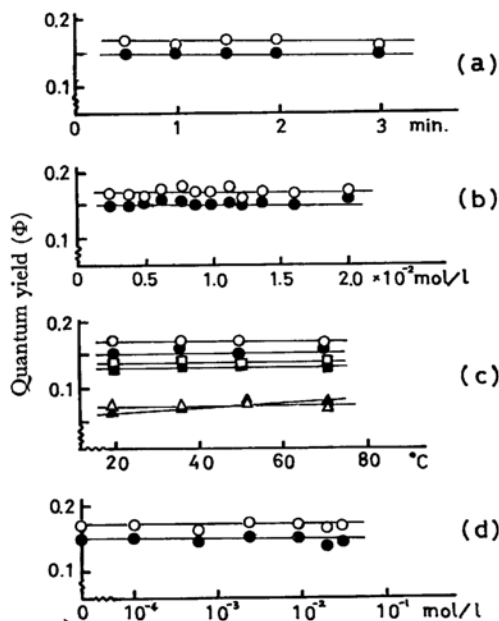 Quantum yield (Φ)
0.2
0.1
(a)
0 1 2 3 min.
0.2
0.1
(b)
0 0.5 1.0 1.5 2.0 ×10⁻² mol/l
0.2
0.1
(c)
20 40 60 80 °C
0.2
0.1
(d)
0 10⁻⁴ 10⁻³ 10⁻² 10⁻¹ mol/l